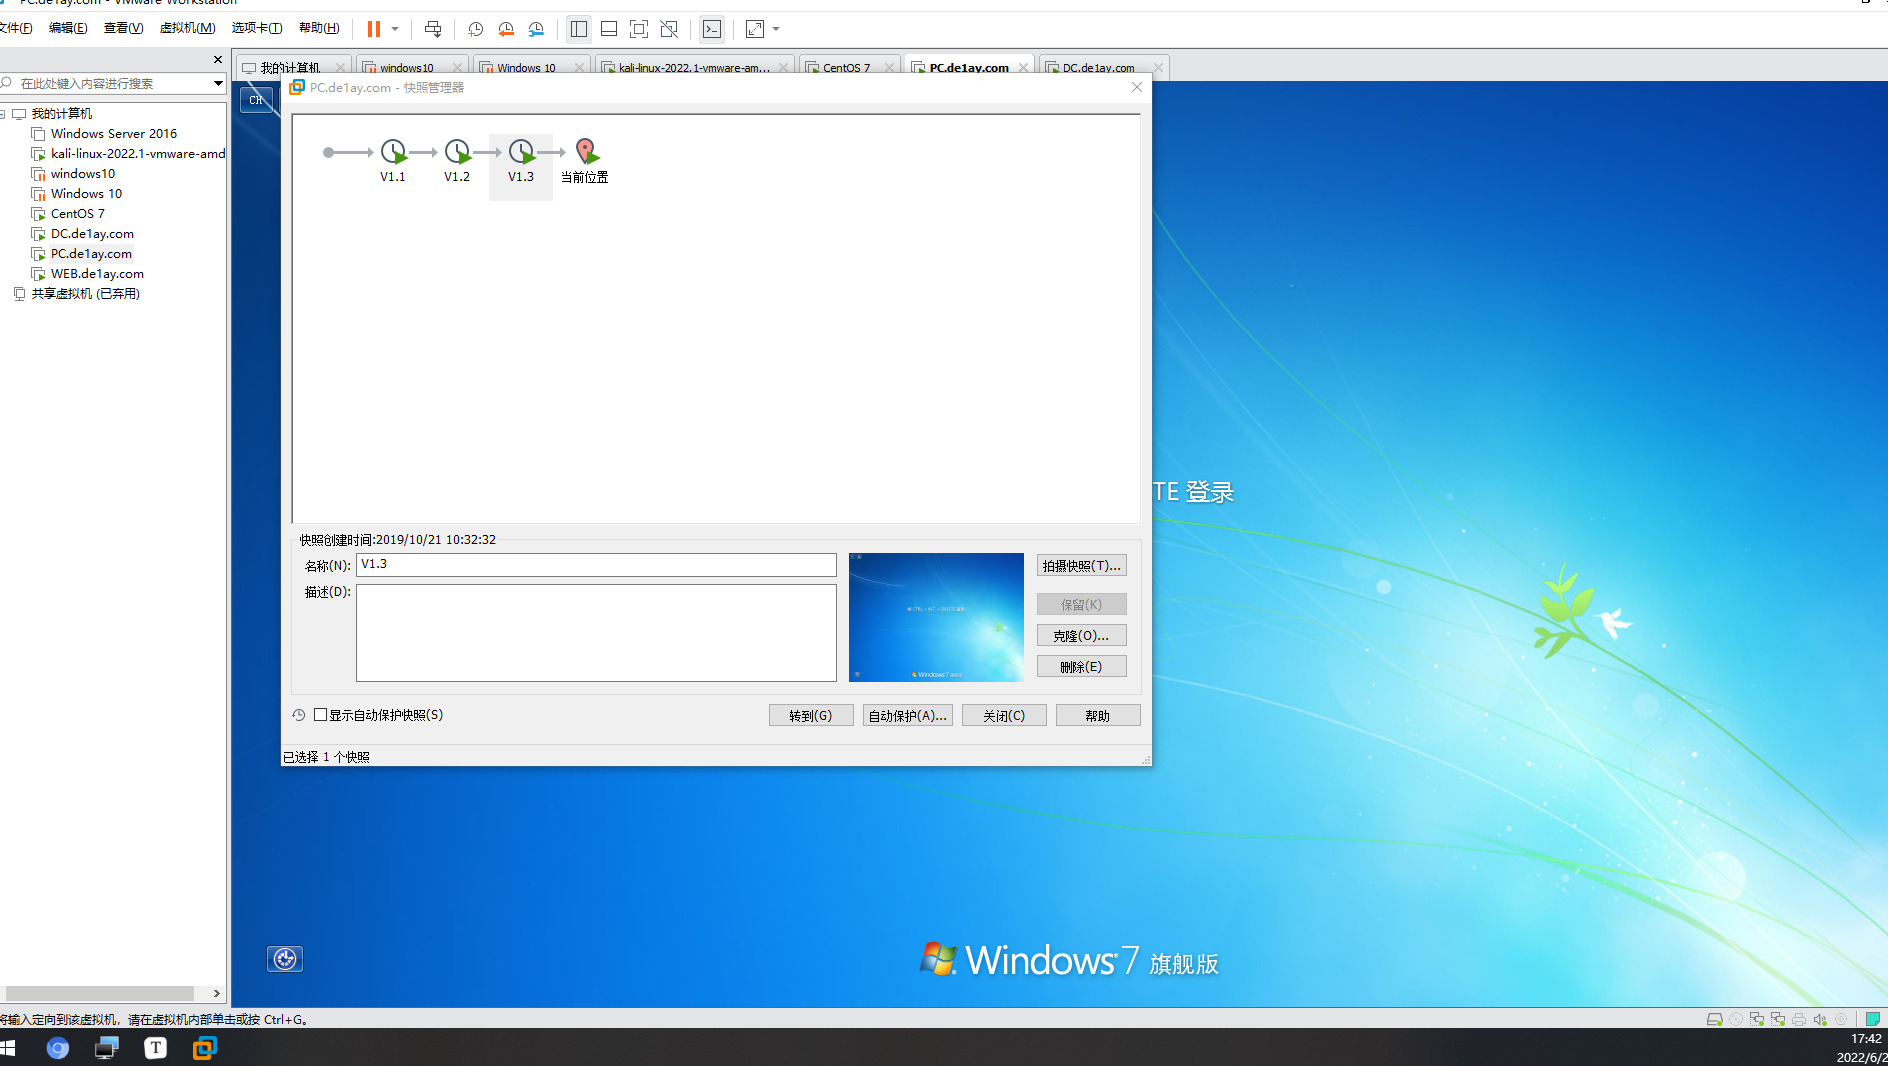 PC.de1ay.com - VMware Workstation
文件(F) 编辑(E) 查看(V) 虚拟机(M) 选项卡(T) 帮助(H)
在此处键入内容进行搜索
我的计算机
Windows Server 2016
kali-linux-2022.1-vmware-amd
windows10
Windows 10
CentOS 7
DC.de1ay.com
PC.de1ay.com
WEB.de1ay.com
共享虚拟机 (已弃用)
我的计算机 windows10 Windows 10 kali-linux-2022.1-vmware-am... CentOS 7 PC.de1ay.com DC.de1ay.com
CH
PC.de1ay.com - 快照管理器
V1.1 V1.2 V1.3 当前位置
快照创建时间:2019/10/21 10:32:32
名称(N): V1.3
描述(D):
CTRL + ALT + DELETE 登录
Windows 7
拍摄快照(T)...
保留(K)
克隆(O)...
删除(E)
显示自动保护快照(S)
转到(G) 自动保护(A)... 关闭(C) 帮助
已选择 1 个快照
TE 登录
Windows 7 旗舰版
将输入定向到该虚拟机，请在虚拟机内部单击或按 Ctrl+G。
T
17:42
2022/6/2